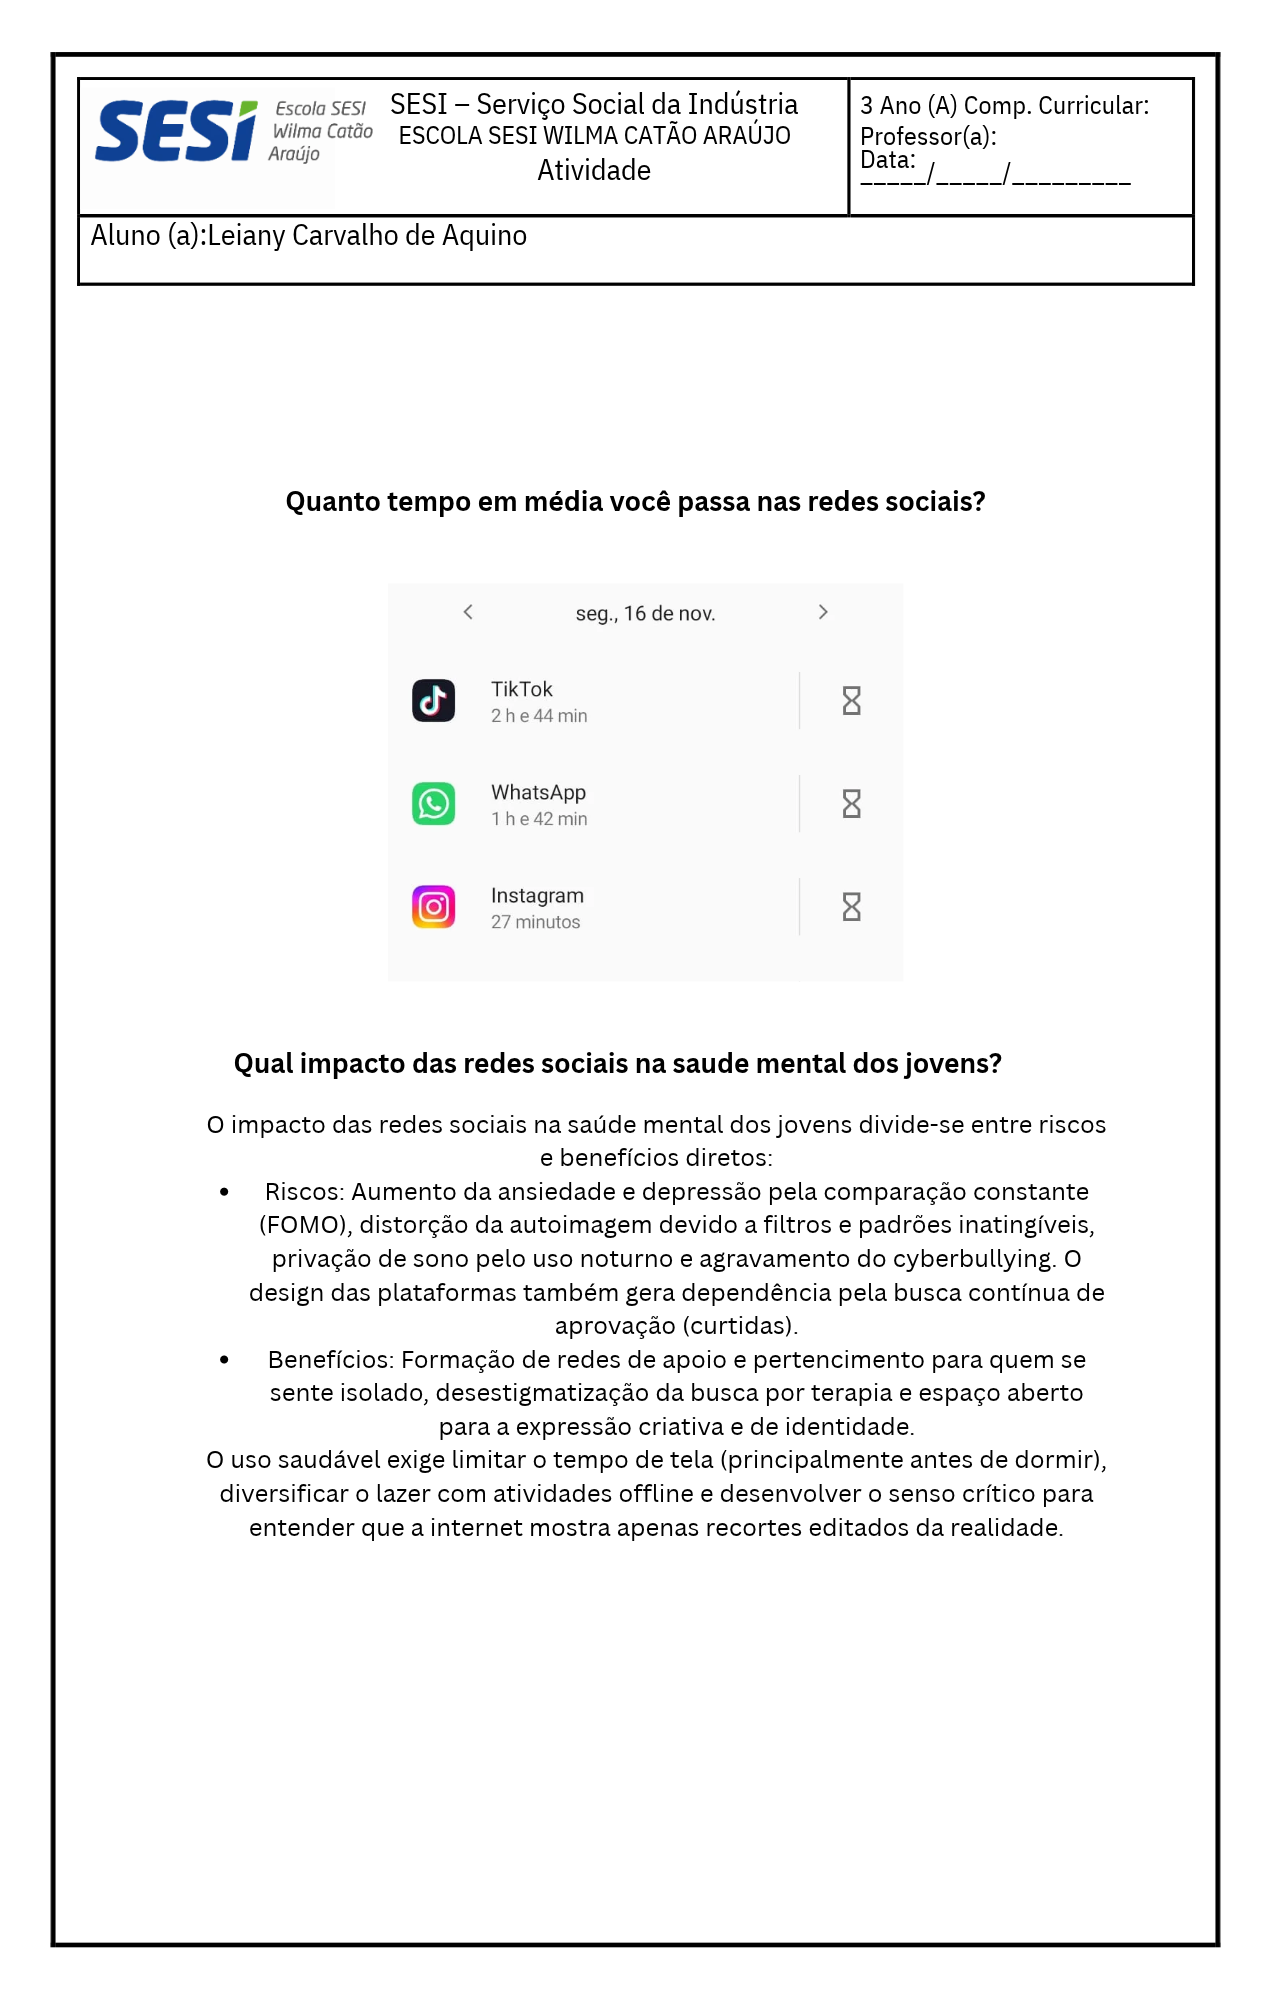 SESI
Escola SESI
Wilma Catão
Araújo
SESI – Serviço Social da Indústria
ESCOLA SESI WILMA CATÃO ARAÚJO
Atividade
3 Ano (A) Comp. Curricular:
Professor(a):
Data:
_____/_____/_________
Aluno (a):Leiany Carvalho de Aquino
Quanto tempo em média você passa nas redes sociais?
seg., 16 de nov.
TikTok
2 h e 44 min
WhatsApp
1 h e 42 min
Instagram
27 minutos
Qual impacto das redes sociais na saude mental dos jovens?
O impacto das redes sociais na saúde mental dos jovens divide-se entre riscos
e benefícios diretos:
• Riscos: Aumento da ansiedade e depressão pela comparação constante
(FOMO), distorção da autoimagem devido a filtros e padrões inatingíveis,
privação de sono pelo uso noturno e agravamento do cyberbullying. O
design das plataformas também gera dependência pela busca contínua de
aprovação (curtidas).
• Benefícios: Formação de redes de apoio e pertencimento para quem se
sente isolado, desestigmatização da busca por terapia e espaço aberto
para a expressão criativa e de identidade.
O uso saudável exige limitar o tempo de tela (principalmente antes de dormir),
diversificar o lazer com atividades offline e desenvolver o senso crítico para
entender que a internet mostra apenas recortes editados da realidade.